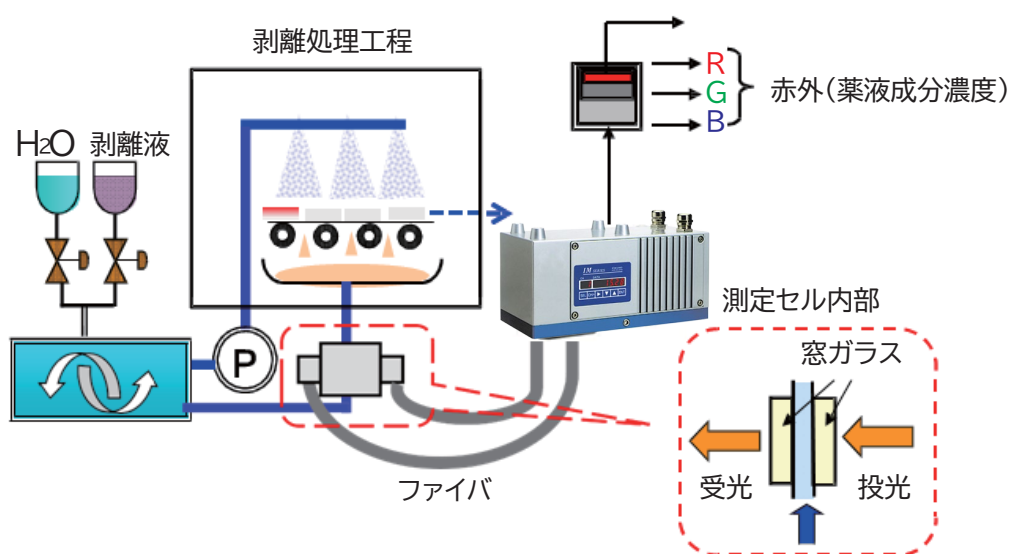 剥離処理工程
R
G
B
赤外(薬液成分濃度)
H2O 剥離液
IM
測定セル内部
窓ガラス
P
受光
投光
ファイバ